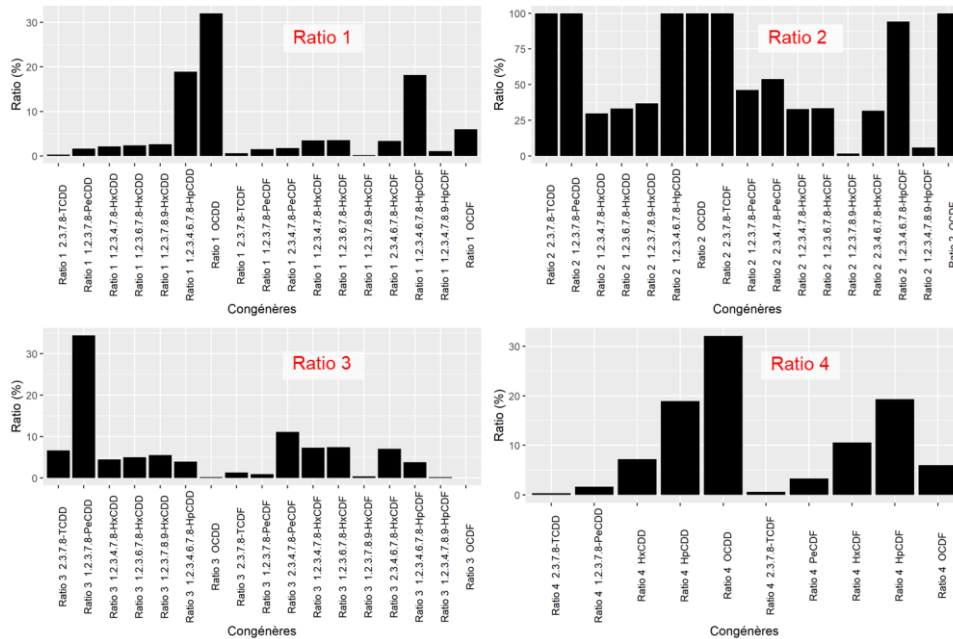 Ratio 1
Ratio (%)
30
20
10
0
Ratio 1 2.3.7.8-TCDD
Ratio 1 1.2.3.7.8-PeCDD
Ratio 1 1.2.3.4.7.8-HxCDD
Ratio 1 1.2.3.6.7.8-HxCDD
Ratio 1 1.2.3.7.8.9-HxCDD
Ratio 1 1.2.3.4.6.7.8-HpCDD
Ratio 1 OCDD
Ratio 1 2.3.7.8-TCDF
Ratio 1 1.2.3.7.8-PeCDF
Ratio 1 2.3.4.7.8-PeCDF
Ratio 1 1.2.3.4.7.8-HxCDF
Ratio 1 1.2.3.6.7.8-HxCDF
Ratio 1 1.2.3.7.8.9-HxCDF
Ratio 1 2.3.4.6.7.8-HxCDF
Ratio 1 1.2.3.4.6.7.8-HpCDF
Ratio 1 1.2.3.4.7.8.9-HpCDF
Ratio 1 OCDF
Congénères
Ratio 2
Ratio (%)
100
75
50
25
0
Ratio 2 2.3.7.8-TCDD
Ratio 2 1.2.3.7.8-PeCDD
Ratio 2 1.2.3.4.7.8-HxCDD
Ratio 2 1.2.3.6.7.8-HxCDD
Ratio 2 1.2.3.7.8.9-HxCDD
Ratio 2 1.2.3.4.6.7.8-HpCDD
Ratio 2 OCDD
Ratio 2 2.3.7.8-TCDF
Ratio 2 1.2.3.7.8-PeCDF
Ratio 2 2.3.4.7.8-PeCDF
Ratio 2 1.2.3.4.7.8-HxCDF
Ratio 2 1.2.3.6.7.8-HxCDF
Ratio 2 1.2.3.7.8.9-HxCDF
Ratio 2 2.3.4.6.7.8-HxCDF
Ratio 2 1.2.3.4.6.7.8-HpCDF
Ratio 2 1.2.3.4.7.8.9-HpCDF
Ratio 2 OCDF
Congénères
Ratio 3
Ratio (%)
30
20
10
0
Ratio 3 2.3.7.8-TCDD
Ratio 3 1.2.3.7.8-PeCDD
Ratio 3 1.2.3.4.7.8-HxCDD
Ratio 3 1.2.3.6.7.8-HxCDD
Ratio 3 1.2.3.7.8.9-HxCDD
Ratio 3 1.2.3.4.6.7.8-HpCDD
Ratio 3 OCDD
Ratio 3 2.3.7.8-TCDF
Ratio 3 1.2.3.7.8-PeCDF
Ratio 3 2.3.4.7.8-PeCDF
Ratio 3 1.2.3.4.7.8-HxCDF
Ratio 3 1.2.3.6.7.8-HxCDF
Ratio 3 1.2.3.7.8.9-HxCDF
Ratio 3 2.3.4.6.7.8-HxCDF
Ratio 3 1.2.3.4.6.7.8-HpCDF
Ratio 3 1.2.3.4.7.8.9-HpCDF
Ratio 3 OCDF
Congénères
Ratio 4
Ratio (%)
30
20
10
0
Ratio 4 2.3.7.8-TCDD
Ratio 4 1.2.3.7.8-PeCDD
Ratio 4 HxCDD
Ratio 4 HpCDD
Ratio 4 OCDD
Ratio 4 2.3.7.8-TCDF
Ratio 4 PeCDF
Ratio 4 HxCDF
Ratio 4 HpCDF
Ratio 4 OCDF
Congénères